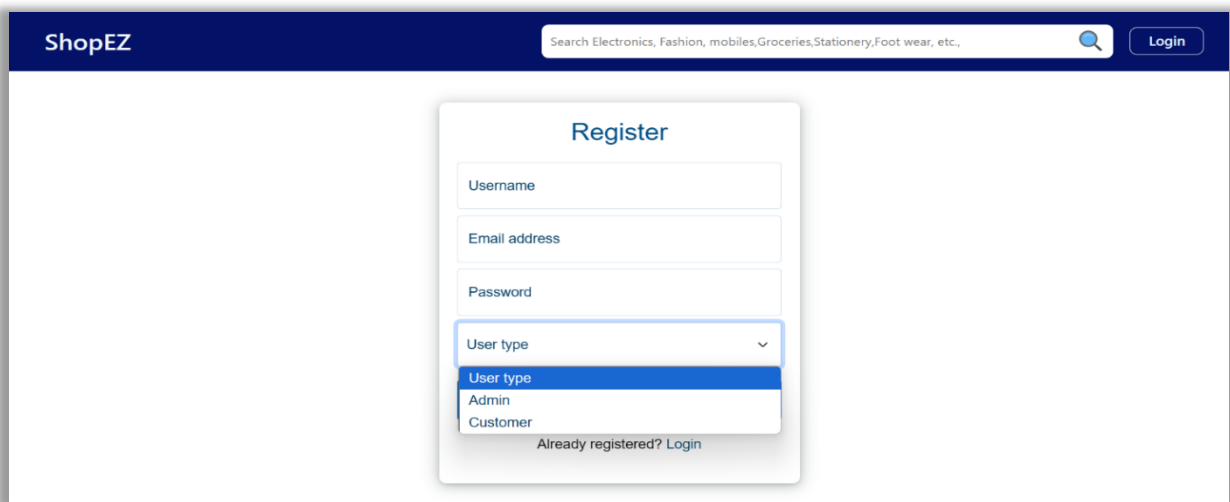 ShopEZ
Search Electronics, Fashion, mobiles,Groceries,Stationery,Foot wear, etc.,
Login
Register
Username
Email address
Password
User type
User type
Admin
Customer
Already registered? Login